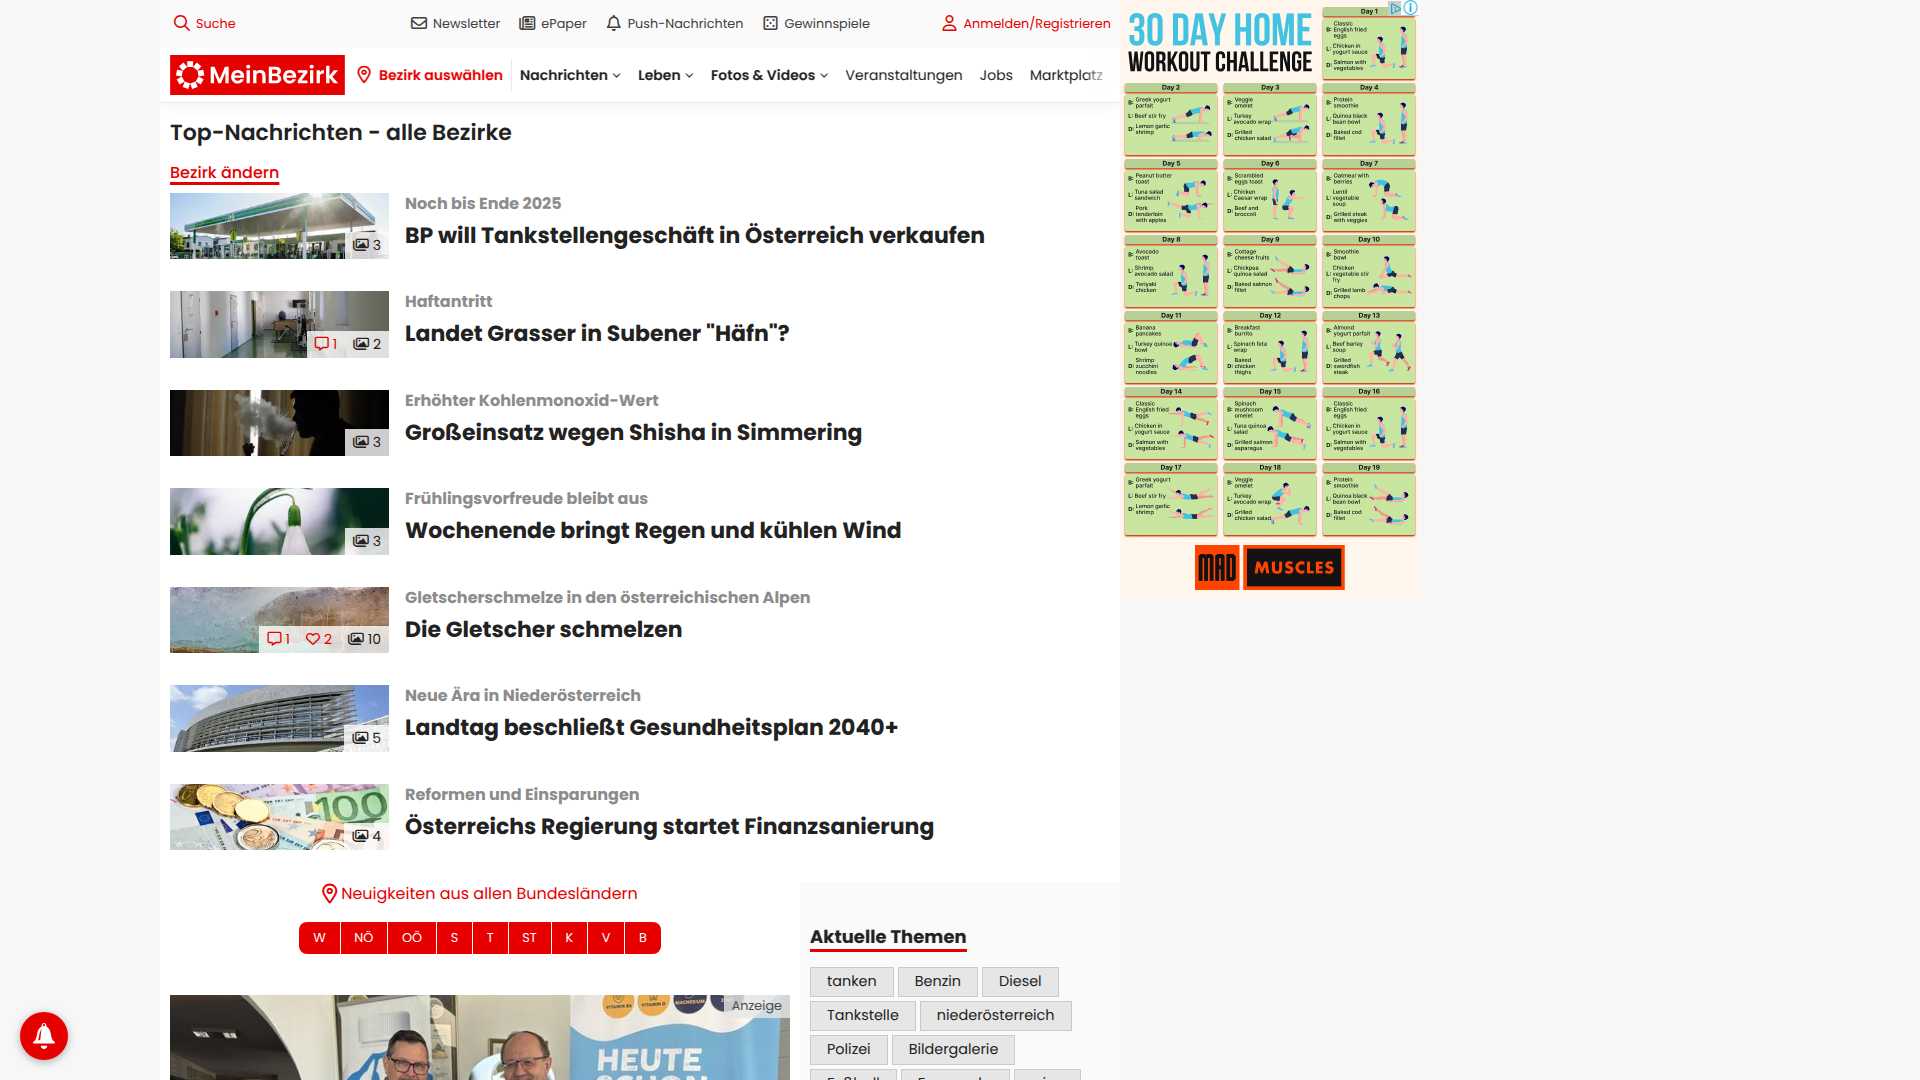 Suche
Newsletter
ePaper
Push-Nachrichten
Gewinnspiele
Anmelden/Registrieren
MeinBezirk
Bezirk auswählen
Nachrichten
Leben
Fotos & Videos
Veranstaltungen
Jobs
Marktplatz
Top-Nachrichten - alle Bezirke
Bezirk ändern
3
Noch bis Ende 2025
BP will Tankstellengeschäft in Österreich verkaufen
1
2
Haftantritt
Landet Grasser in Subener "Häfn"?
3
Erhöhter Kohlenmonoxid-Wert
Großeinsatz wegen Shisha in Simmering
3
Frühlingsvorfreude bleibt aus
Wochenende bringt Regen und kühlen Wind
1
2
10
Gletscherschmelze in den österreichischen Alpen
Die Gletscher schmelzen
5
Neue Ära in Niederösterreich
Landtag beschließt Gesundheitsplan 2040+
100
4
Reformen und Einsparungen
Österreichs Regierung startet Finanzsanierung
Neuigkeiten aus allen Bundesländern
W
NÖ
OÖ
S
T
ST
K
V
B
Anzeige
HEUTE
SCHON
Aktuelle Themen
tanken
Benzin
Diesel
Tankstelle
niederösterreich
Polizei
Bildergalerie
30 DAY HOME
WORKOUT CHALLENGE
Day 1
B: Classic English fried eggs
L: Chicken in yogurt sauce
D: Salmon with vegetables
Day 2
B: Greek yogurt parfait
L: Beef stir fry
D: Lemon garlic shrimp
Day 3
B: Veggie omelet
L: Turkey avocado wrap
D: Grilled chicken salad
Day 4
B: Protein smoothie
L: Quinoa black bean bowl
D: Baked cod fillet
Day 5
B: Peanut butter toast
L: Tuna salad sandwich
D: Pork tenderloin with apples
Day 6
B: Scrambled eggs toast
L: Chicken Caesar wrap
D: Beef and broccoli
Day 7
B: Oatmeal with berries
L: Lentil vegetable soup
D: Grilled steak with veggies
Day 8
B: Avocado toast
L: Shrimp avocado salad
D: Teriyaki chicken
Day 9
B: Cottage cheese fruits
L: Chickpea quinoa salad
D: Baked salmon fillet
Day 10
B: Smoothie bowl
L: Chicken vegetable stir fry
D: Grilled lamb chops
Day 11
B: Banana pancakes
L: Turkey quinoa bowl
D: Shrimp zucchini noodles
Day 12
B: Breakfast burrito
L: Spinach feta wrap
D: Baked chicken thighs
Day 13
B: Almond yogurt parfait
L: Beef barley soup
D: Grilled swordfish steak
Day 14
B: Classic English fried eggs
L: Chicken in yogurt sauce
D: Salmon with vegetables
Day 15
B: Spinach mushroom omelet
L: Tuna quinoa salad
D: Grilled salmon asparagus
Day 16
B: Classic English fried eggs
L: Chicken in yogurt sauce
D: Salmon with vegetables
Day 17
B: Greek yogurt parfait
L: Beef stir fry
D: Lemon garlic shrimp
Day 18
B: Veggie omelet
L: Turkey avocado wrap
D: Grilled chicken salad
Day 19
B: Protein smoothie
L: Quinoa black bean bowl
D: Baked cod fillet
MAD MUSCLES